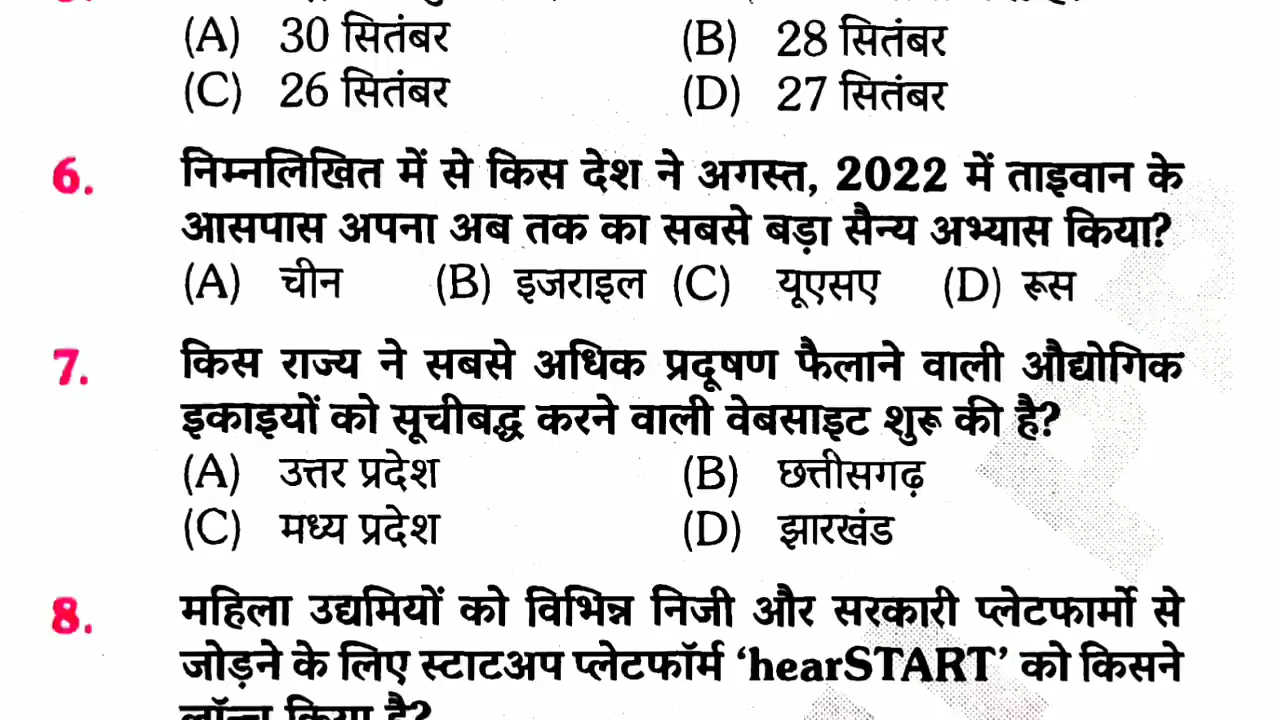 (A) 30 सितंबर (B) 28 सितंबर
(C) 26 सितंबर (D) 27 सितंबर
6. निम्नलिखित में से किस देश ने अगस्त, 2022 में ताइवान के
आसपास अपना अब तक का सबसे बड़ा सैन्य अभ्यास किया?
(A) चीन (B) इजराइल (C) यूएसए (D) रूस
7. किस राज्य ने सबसे अधिक प्रदूषण फैलाने वाली औद्योगिक
इकाइयों को सूचीबद्ध करने वाली वेबसाइट शुरू की है?
(A) उत्तर प्रदेश (B) छत्तीसगढ़
(C) मध्य प्रदेश (D) झारखंड
8. महिला उद्यमियों को विभिन्न निजी और सरकारी प्लेटफार्मो से
जोड़ने के लिए स्टाटअप प्लेटफॉर्म ‘hearSTART’ को किसने
लॉन्च किया है?